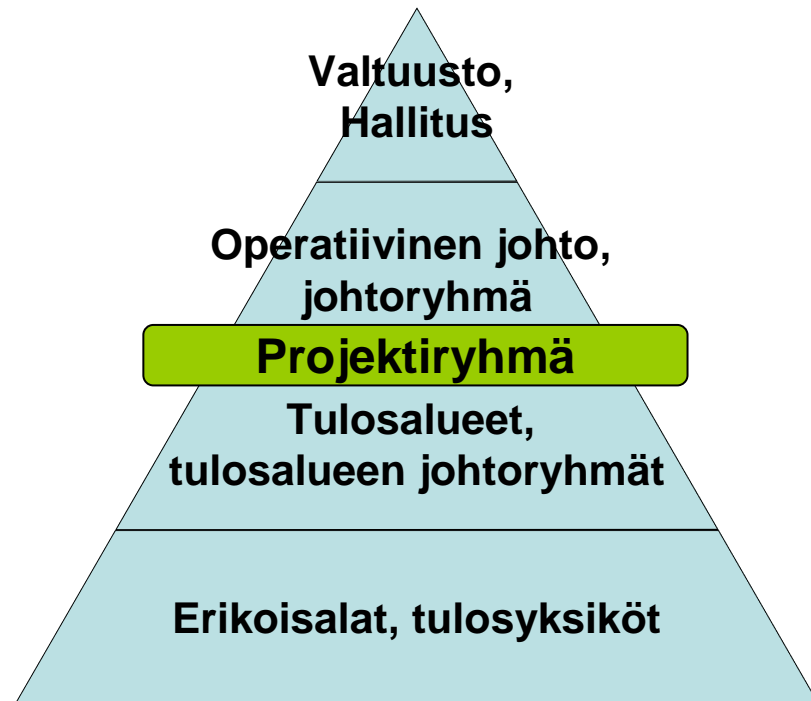 Valtuusto,
Hallitus
Operatiivinen johto,
johtoryhmä
Projektiryhmä
Tulosalueet,
tulosalueen johtoryhmät
Erikoisalat, tulosyksiköt